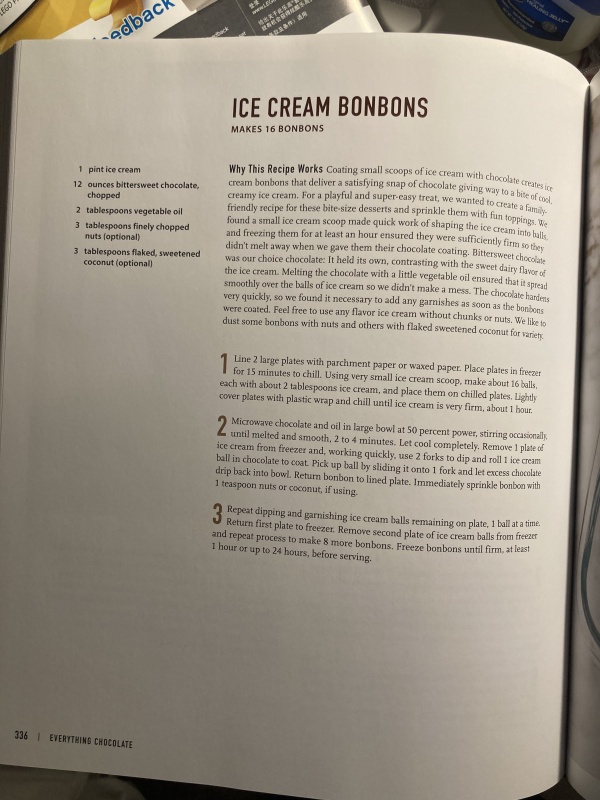 LEGO
edback
HEALING JELLY
ICE CREAM BONBONS
MAKES 16 BONBONS
1 pint ice cream
12 ounces bittersweet chocolate,
chopped
2 tablespoons vegetable oil
3 tablespoons finely chopped
nuts (optional)
3 tablespoons flaked, sweetened
coconut (optional)
Why This Recipe Works Coating small scoops of ice cream with chocolate creates ice
cream bonbons that deliver a satisfying snap of chocolate giving way to a bite of cool,
creamy ice cream. For a playful and super-easy treat, we wanted to create a family-
friendly recipe for these bite-size desserts and sprinkle them with fun toppings. We
found a small ice cream scoop made quick work of shaping the ice cream into balls,
and freezing them for at least an hour ensured they were sufficiently firm so they
didn't melt away when we gave them their chocolate coating. Bittersweet chocolate
was our choice chocolate: It held its own, contrasting with the sweet dairy flavor of
the ice cream. Melting the chocolate with a little vegetable oil ensured that it spread
smoothly over the balls of ice cream so we didn't make a mess. The chocolate hardens
very quickly, so we found it necessary to add any garnishes as soon as the bonbons
were coated. Feel free to use any flavor ice cream without chunks or nuts. We like to
dust some bonbons with nuts and others with flaked sweetened coconut for variety.
1 Line 2 large plates with parchment paper or waxed paper. Place plates in freezer
for 15 minutes to chill. Using very small ice cream scoop, make about 16 balls,
each with about 2 tablespoons ice cream, and place them on chilled plates. Lightly
cover plates with plastic wrap and chill until ice cream is very firm, about 1 hour.
2 Microwave chocolate and oil in large bowl at 50 percent power, stirring occasionally,
until melted and smooth, 2 to 4 minutes. Let cool completely. Remove 1 plate of
ice cream from freezer and, working quickly, use 2 forks to dip and roll 1 ice cream
ball in chocolate to coat. Pick up ball by sliding it onto 1 fork and let excess chocolate
drip back into bowl. Return bonbon to lined plate. Immediately sprinkle bonbon with
1 teaspoon nuts or coconut, if using.
3 Repeat dipping and garnishing ice cream balls remaining on plate, 1 ball at a time.
Return first plate to freezer. Remove second plate of ice cream balls from freezer
and repeat process to make 8 more bonbons. Freeze bonbons until firm, at least
1 hour or up to 24 hours, before serving.
336 | EVERYTHING CHOCOLATE